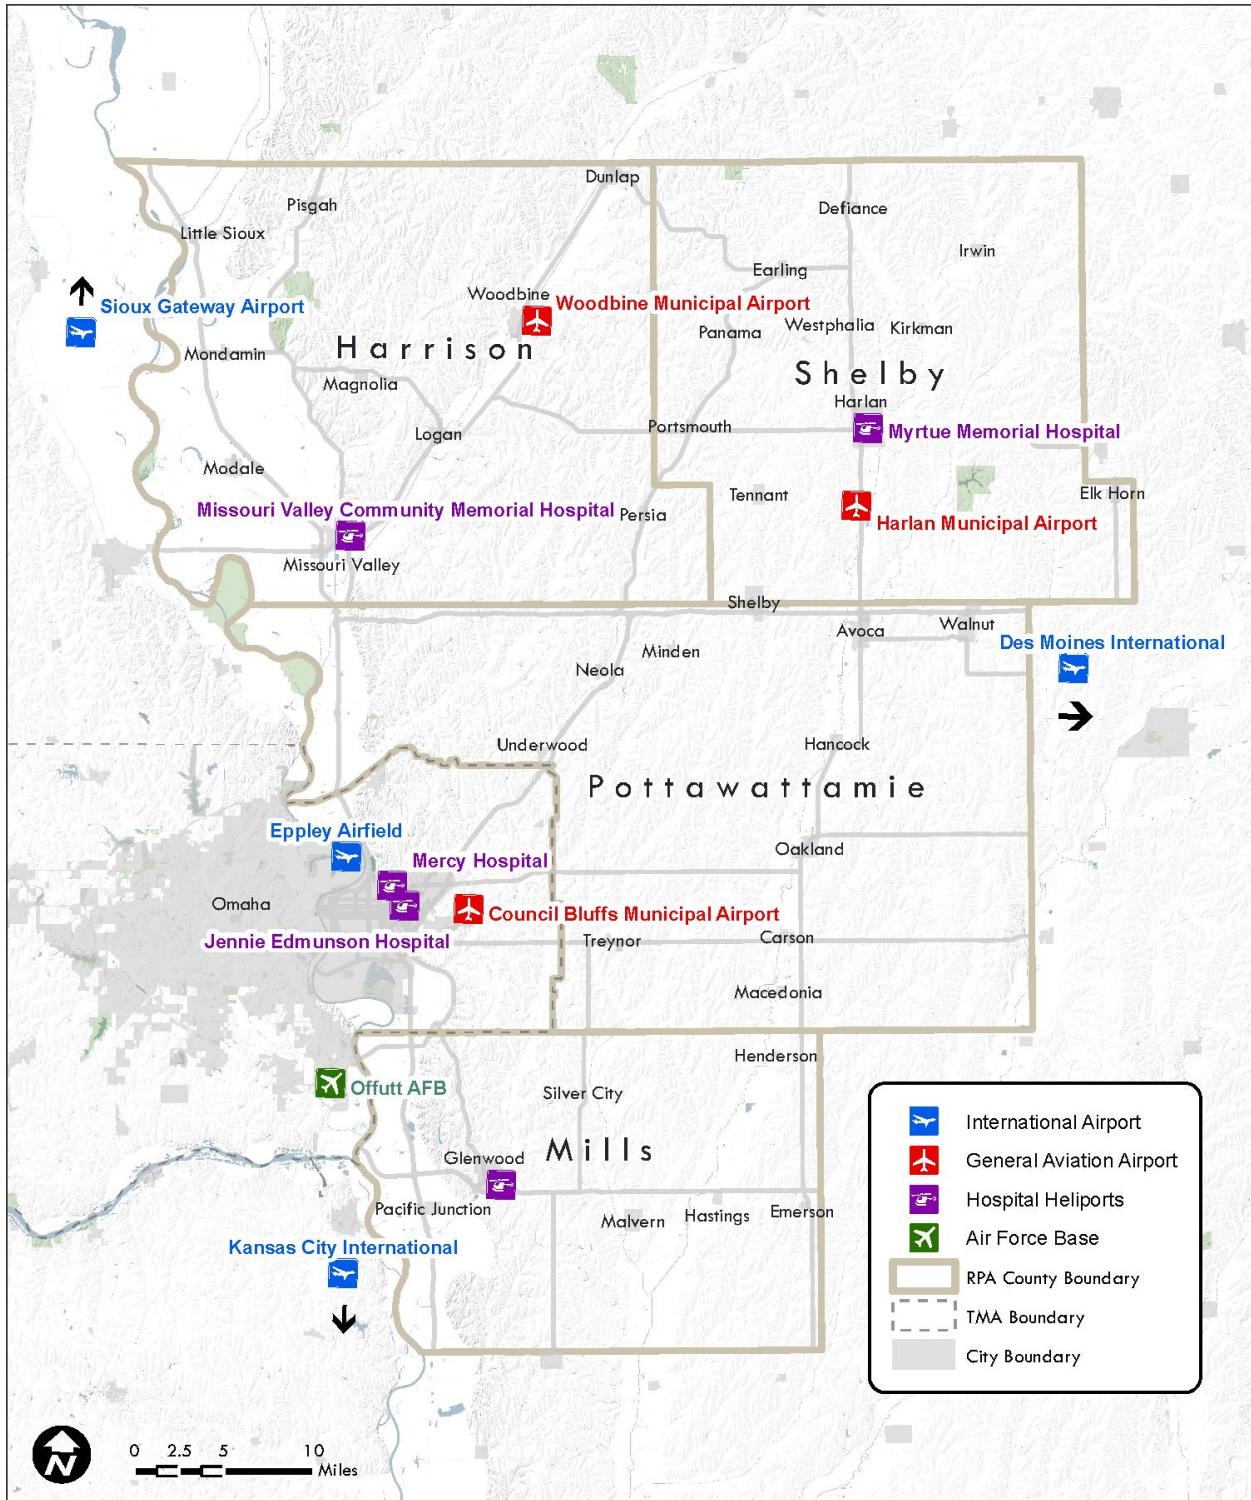 Dunlap
Pisgah
Defiance
Little Sioux
Irwin
Earling
Sioux Gateway Airport
Woodbine
Woodbine Municipal Airport
Panama
Westphalia
Kirkman
Harrison
Mondamin
Shelby
Magnolia
Harlan
Logan
Portsmouth
Myrtue Memorial Hospital
Modale
Tennant
Elk Horn
Missouri Valley Community Memorial Hospital
Persia
Harlan Municipal Airport
Missouri Valley
Shelby
Avoca
Walnut
Des Moines International
Minden
Neola
Underwood
Hancock
Pottawattamie
Eppley Airfield
Oakland
Mercy Hospital
Omaha
Council Bluffs Municipal Airport
Jennie Edmunson Hospital
Treynor
Carson
Macedonia
Henderson
Offutt AFB
Silver City
Glenwood
Mills
Pacific Junction
Malvern
Hastings
Emerson
Kansas City International
International Airport
General Aviation Airport
Hospital Heliports
Air Force Base
RPA County Boundary
TMA Boundary
City Boundary
N
0 2.5 5 10
Miles